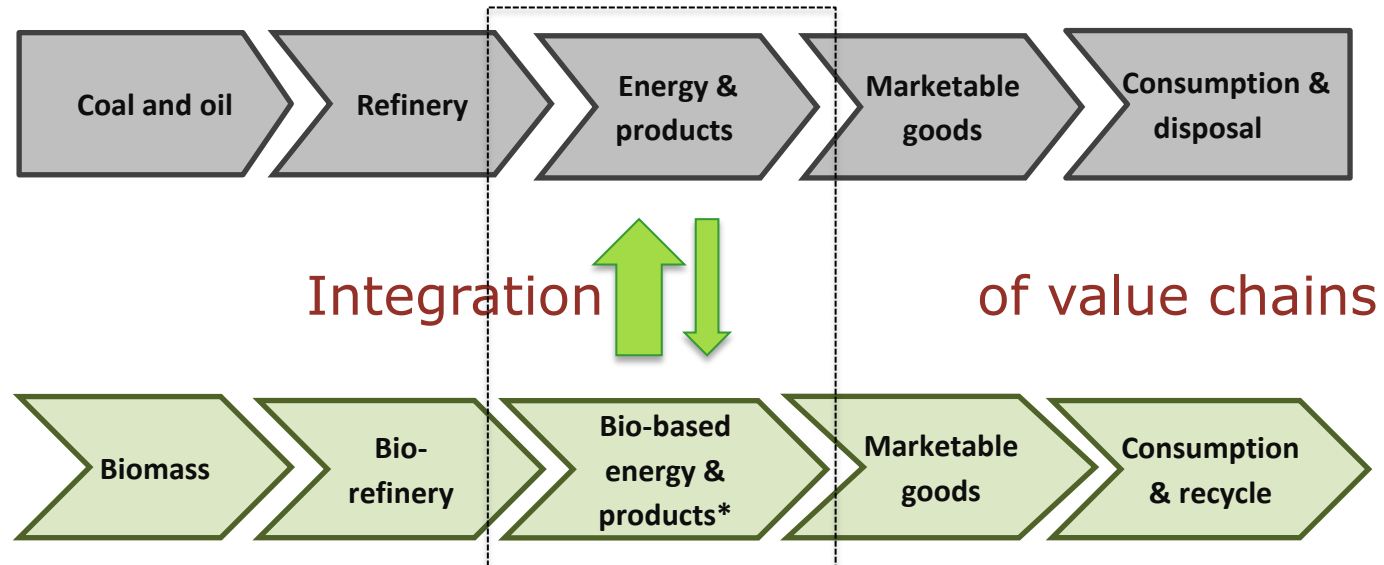 Coal and oil
Refinery
Energy &
products
Marketable
goods
Consumption &
disposal
Integration
of value chains
Biomass
Bio-
refinery
Bio-based
energy &
products*
Marketable
goods
Consumption
& recycle